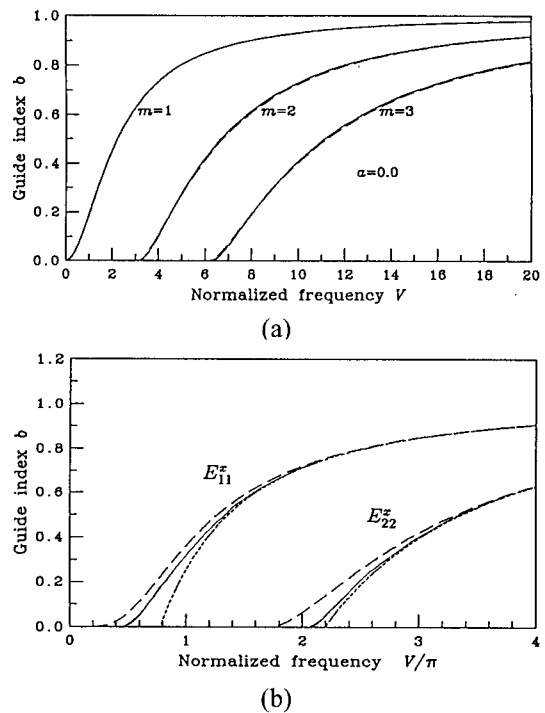 1.0
0.8
0.6
0.4
0.2
0.0
Guide index b
m=1
m=2
m=3
a=0.0
0 2 4 6 8 10 12 14 16 18 20
Normalized frequency V
(a)
1.2
1.0
0.8
0.6
0.4
0.2
0.0
Guide index b
E^x_11
E^x_22
0 1 2 3 4
Normalized frequency V/π
(b)